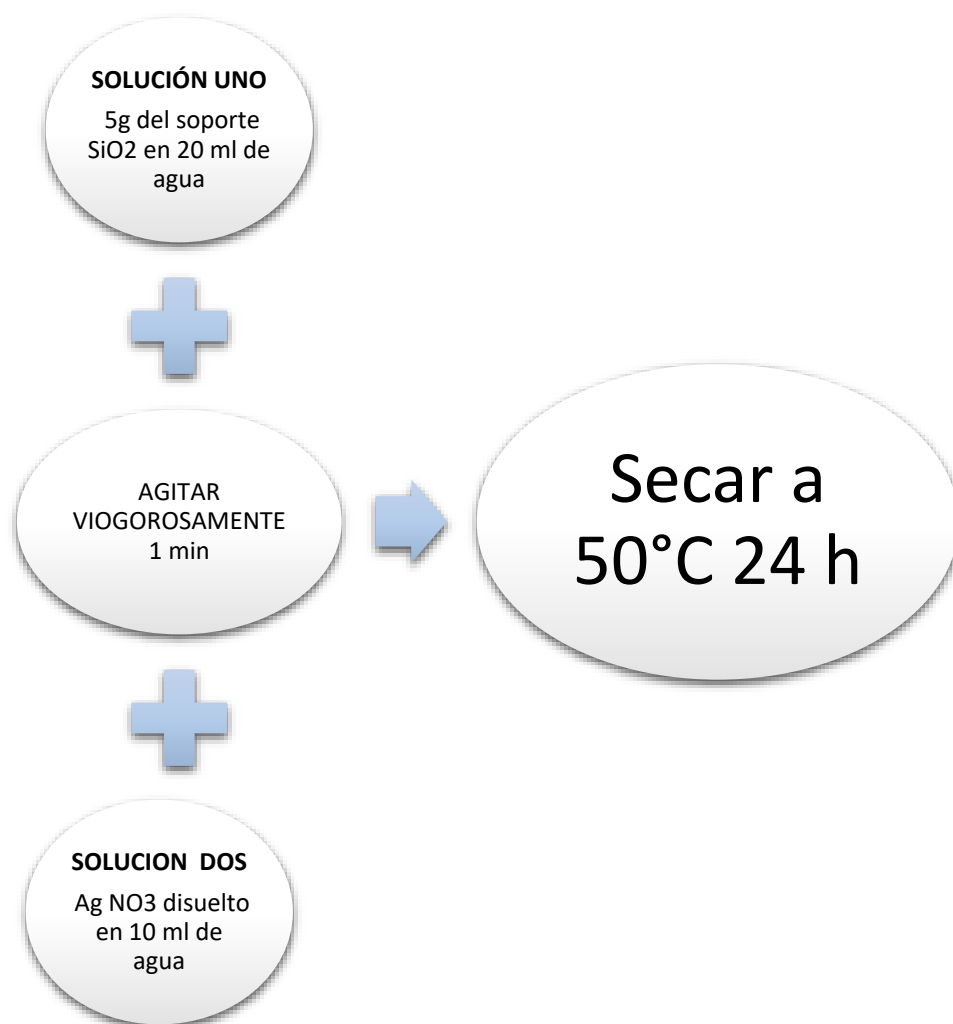 SOLUCIÓN UNO
5g del soporte
SiO2 en 20 ml de
agua
AGITAR
VIOGOROSAMENTE
1 min
Secar a
50°C 24 h
SOLUCION DOS
Ag NO3 disuelto
en 10 ml de
agua